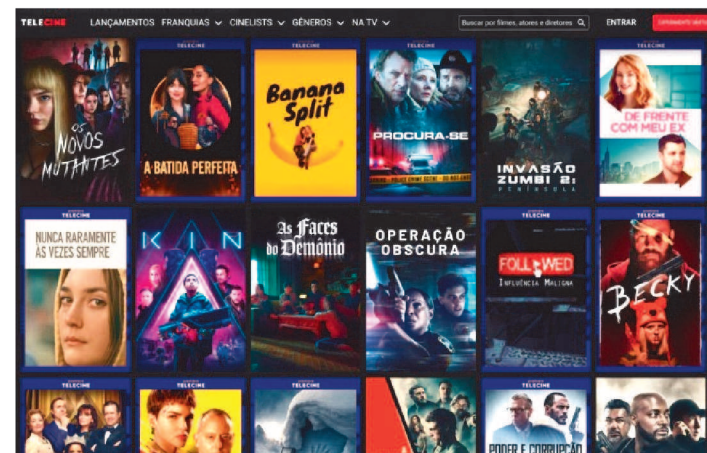 TELECINE LANÇAMENTOS FRANQUIAS CINELISTS GÊNEROS NA TV Buscar por filmes, atores e diretores ENTRAR
TELECINE
TELECINE
TELECINE
TELECINE
OS
NOVOS
MUTANTES
A BATIDA PERFEITA
Banana
Split
PROCURA-SE
INVASÃO
ZUMBI 2:
PENÍNSULA
DE FRENTE
COM MEU EX
TELECINE
TELECINE
TELECINE
NUNCA RARAMENTE
ÀS VEZES SEMPRE
KIN
As Faces
do Demônio
OPERAÇÃO
OBSCURA
FOLLOWED
INFLUÊNCIA MALIGNA
BECKY
TELECINE
TELECINE
TELECINE
TELECINE
PODER E CORRUPÇÃO